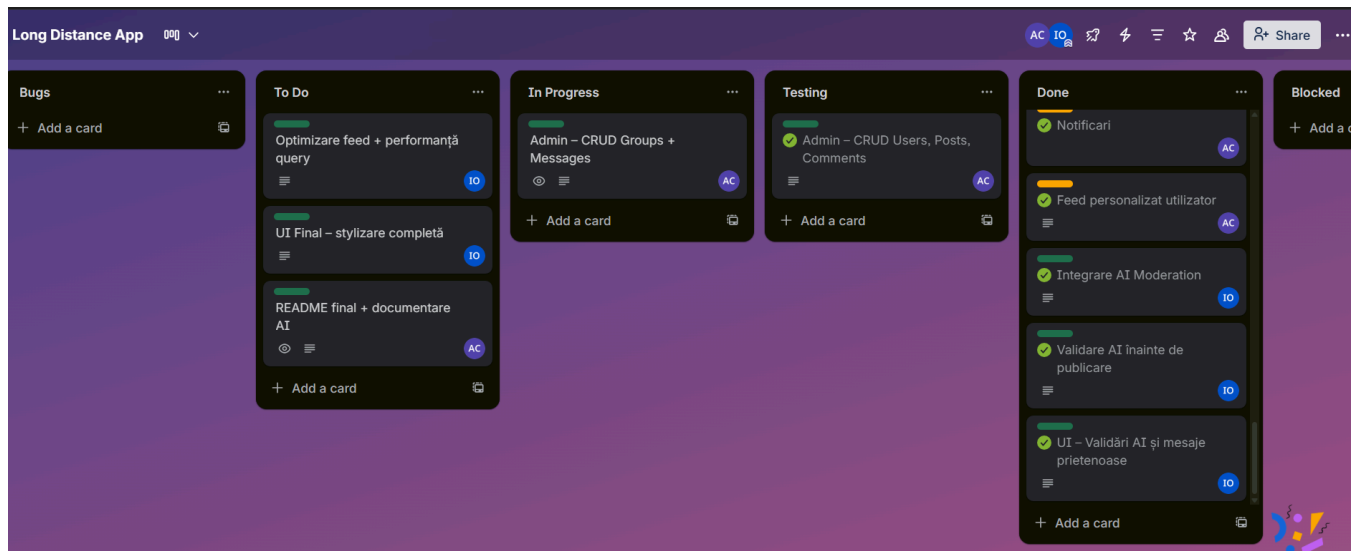 Long Distance App
AC IO
Share
Bugs
Add a card
To Do
Optimizare feed + performanță
query
IO
UI Final – stylizare completă
IO
README final + documentare
AI
AC
Add a card
In Progress
Admin – CRUD Groups +
Messages
AC
Add a card
Testing
Admin – CRUD Users, Posts,
Comments
AC
Add a card
Done
Notificari
AC
Feed personalizat utilizator
AC
Integrare AI Moderation
IO
Validare AI înainte de
publicare
IO
UI – Validări AI și mesaje
prietenoase
IO
Add a card
Blocked
Add a